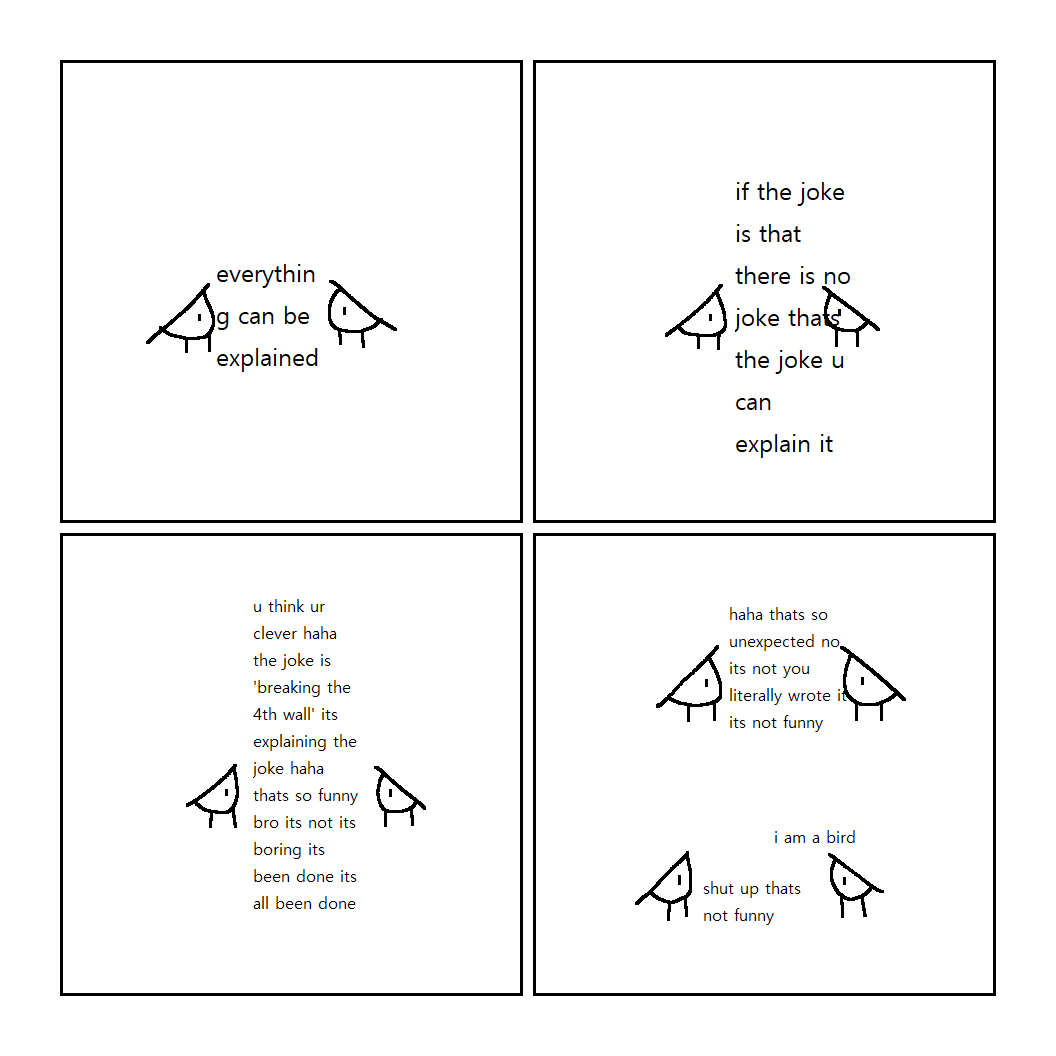 everythin
g can be
explained
if the joke
is that
there is no
joke thats
the joke u
can
explain it
u think ur
clever haha
the joke is
'breaking the
4th wall' its
explaining the
joke haha
thats so funny
bro its not its
boring its
been done its
all been done
haha thats so
unexpected no
its not you
literally wrote it
its not funny
i am a bird
shut up thats
not funny